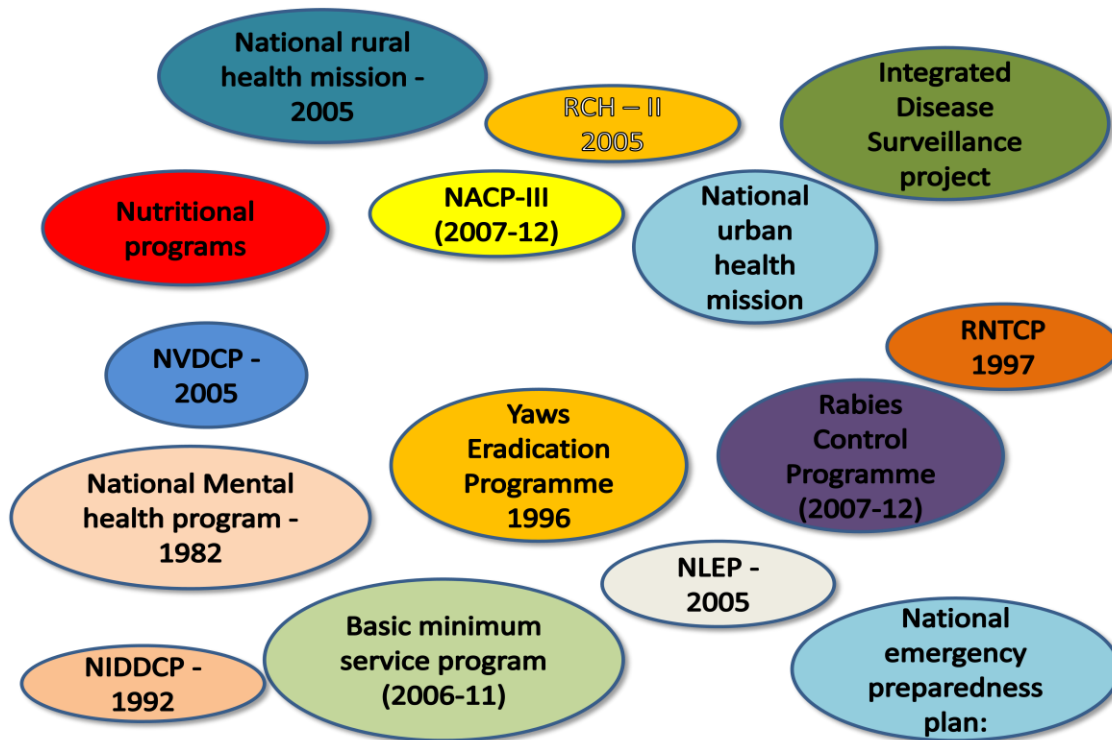 National rural
health mission -
2005
RCH – II
2005
Integrated
Disease
Surveillance
project
Nutritional
programs
NACP-III
(2007-12)
National
urban
health
mission
RNTCP
1997
NVDCP -
2005
Yaws
Eradication
Programme
1996
Rabies
Control
Programme
(2007-12)
National Mental
health program -
1982
NLEP -
2005
Basic minimum
service program
(2006-11)
National
emergency
preparedness
plan:
NIDDCP -
1992